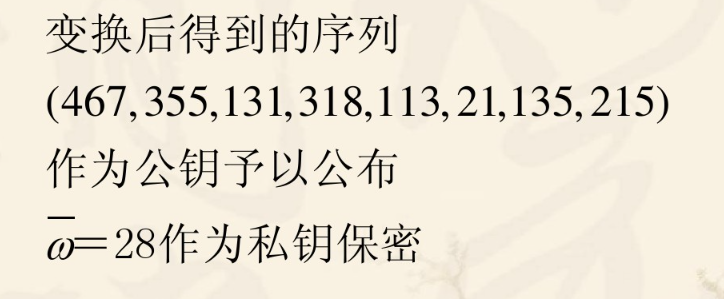 变换后得到的序列
(467,355,131,318,113,21,135,215)
作为公钥予以公布
ω̅=28作为私钥保密